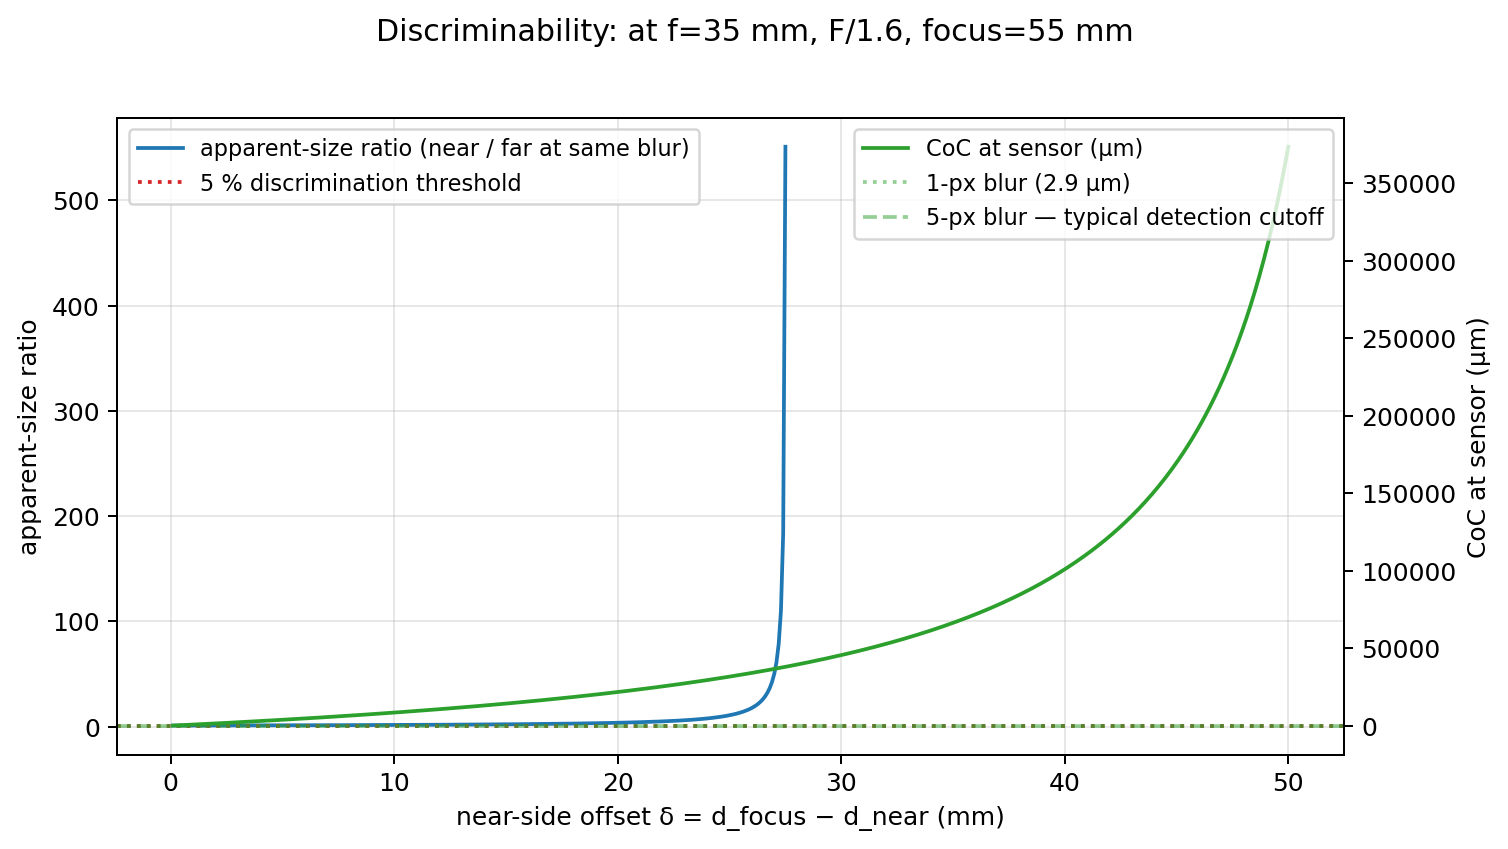 Discriminability: at f=35 mm, F/1.6, focus=55 mm
apparent-size ratio (near / far at same blur)
5 % discrimination threshold
CoC at sensor (µm)
1-px blur (2.9 µm)
5-px blur — typical detection cutoff
apparent-size ratio
500
400
300
200
100
0
350000
300000
250000
200000
150000
100000
50000
0
CoC at sensor (µm)
0 10 20 30 40 50
near-side offset δ = d_focus − d_near (mm)